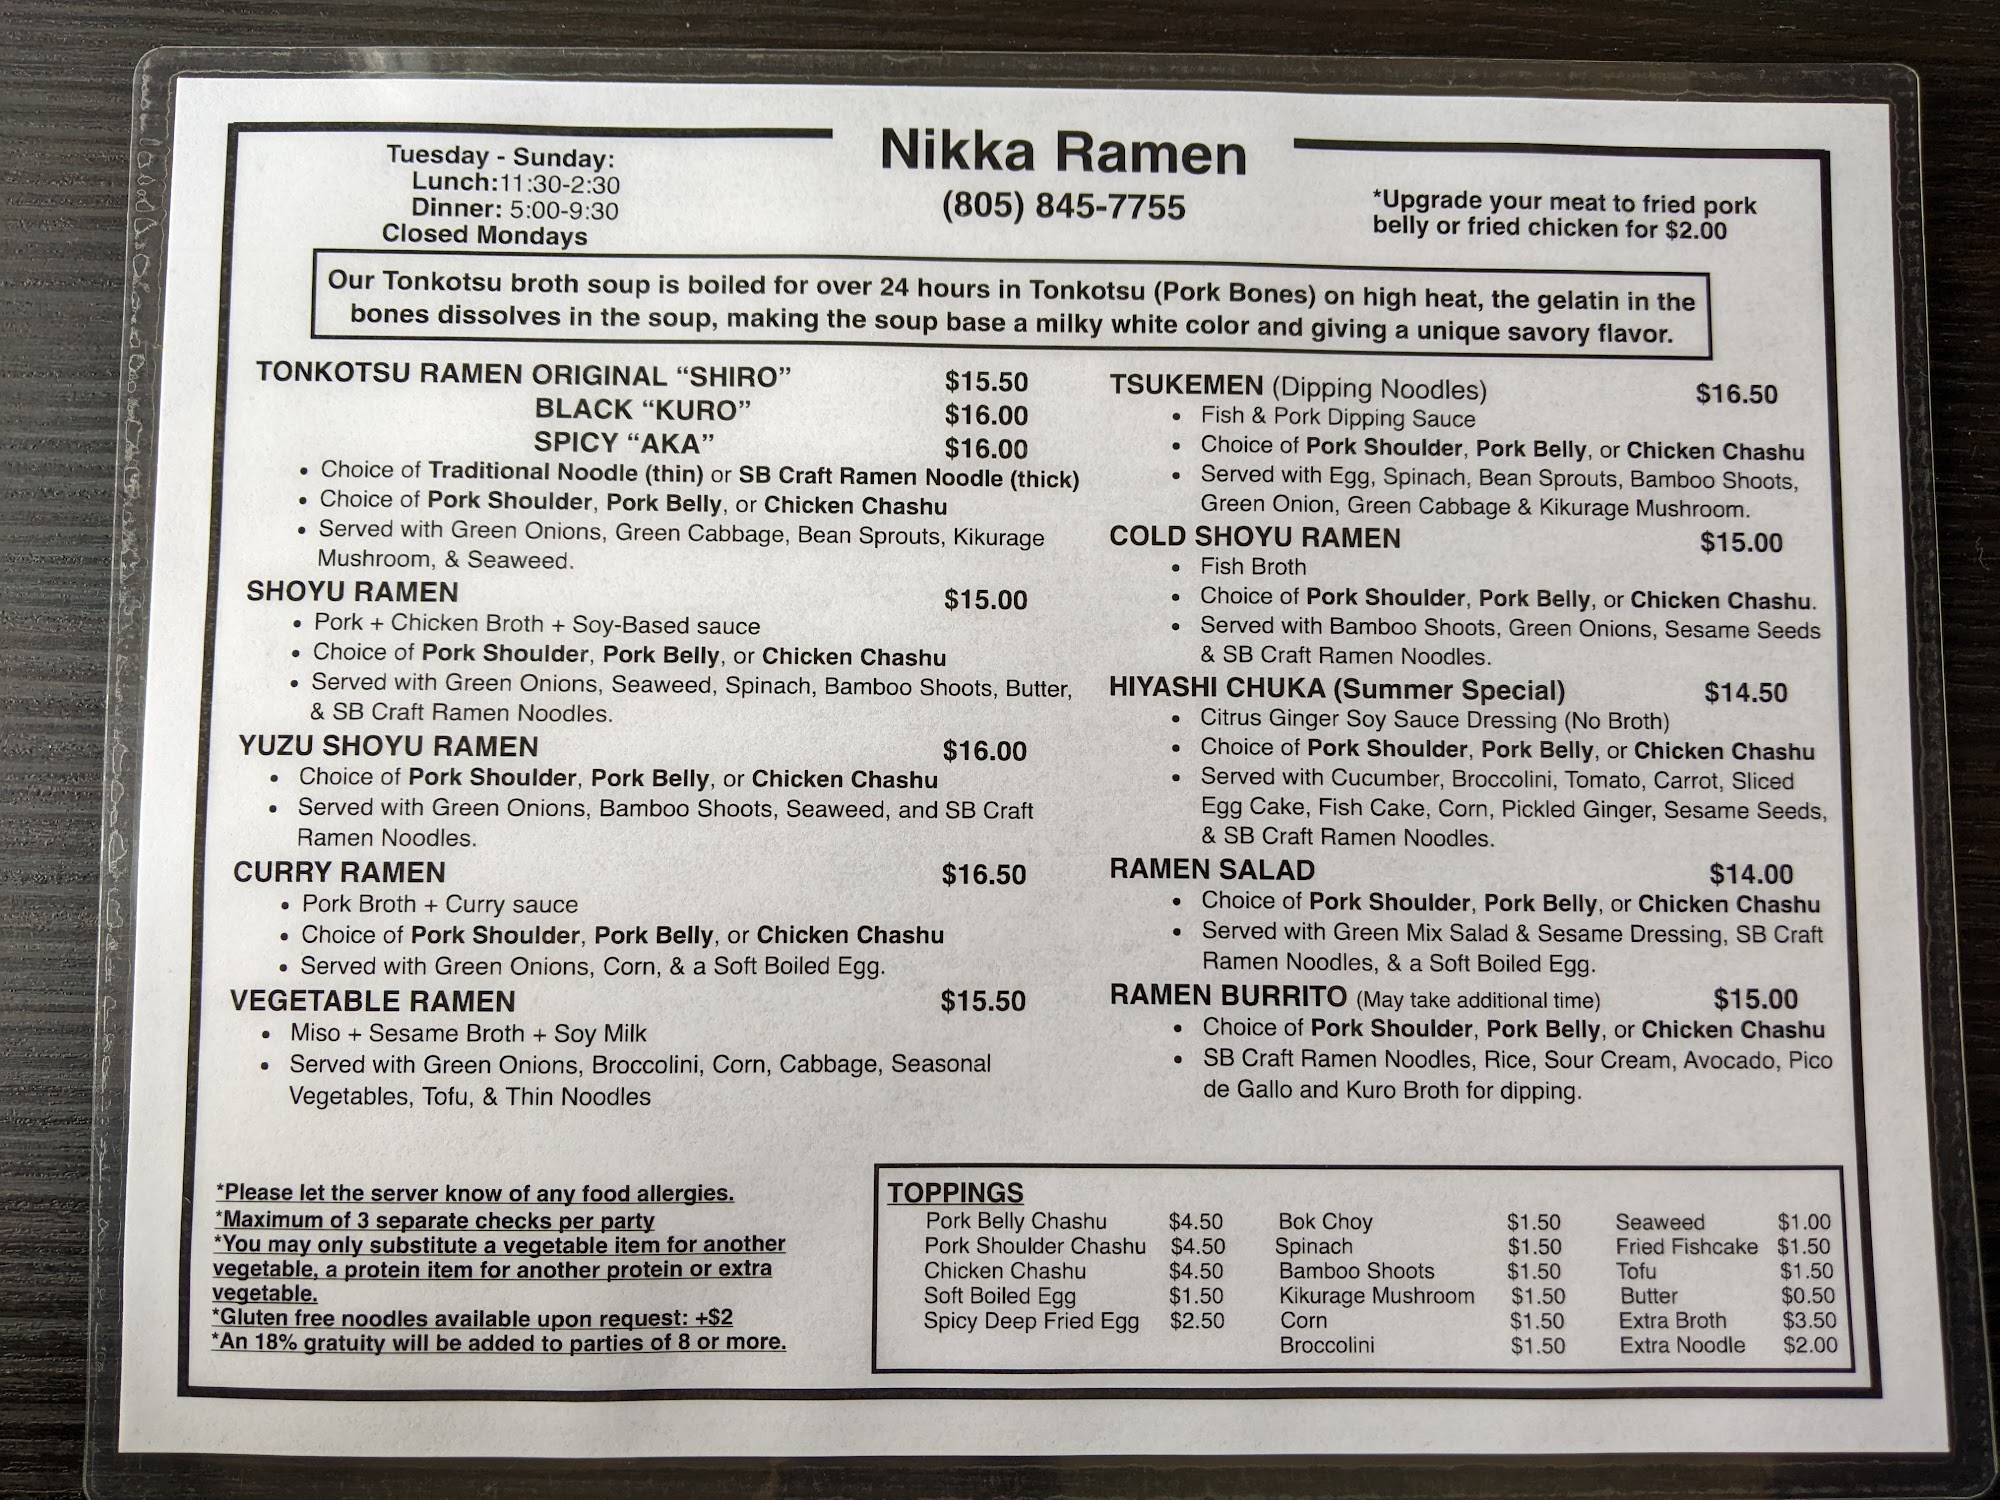 Nikka Ramen
(805) 845-7755
Tuesday - Sunday:
Lunch:11:30-2:30
Dinner: 5:00-9:30
Closed Mondays
*Upgrade your meat to fried pork
belly or fried chicken for $2.00
Our Tonkotsu broth soup is boiled for over 24 hours in Tonkotsu (Pork Bones) on high heat, the gelatin in the
bones dissolves in the soup, making the soup base a milky white color and giving a unique savory flavor.
TONKOTSU RAMEN ORIGINAL “SHIRO” $15.50
BLACK “KURO” $16.00
SPICY “AKA” $16.00
• Choice of Traditional Noodle (thin) or SB Craft Ramen Noodle (thick)
• Choice of Pork Shoulder, Pork Belly, or Chicken Chashu
• Served with Green Onions, Green Cabbage, Bean Sprouts, Kikurage
Mushroom, & Seaweed.
SHOYU RAMEN $15.00
• Pork + Chicken Broth + Soy-Based sauce
• Choice of Pork Shoulder, Pork Belly, or Chicken Chashu
• Served with Green Onions, Seaweed, Spinach, Bamboo Shoots, Butter,
& SB Craft Ramen Noodles.
YUZU SHOYU RAMEN $16.00
• Choice of Pork Shoulder, Pork Belly, or Chicken Chashu
• Served with Green Onions, Bamboo Shoots, Seaweed, and SB Craft
Ramen Noodles.
CURRY RAMEN $16.50
• Pork Broth + Curry sauce
• Choice of Pork Shoulder, Pork Belly, or Chicken Chashu
• Served with Green Onions, Corn, & a Soft Boiled Egg.
VEGETABLE RAMEN $15.50
• Miso + Sesame Broth + Soy Milk
• Served with Green Onions, Broccolini, Corn, Cabbage, Seasonal
Vegetables, Tofu, & Thin Noodles
TSUKEMEN (Dipping Noodles) $16.50
• Fish & Pork Dipping Sauce
• Choice of Pork Shoulder, Pork Belly, or Chicken Chashu
• Served with Egg, Spinach, Bean Sprouts, Bamboo Shoots,
Green Onion, Green Cabbage & Kikurage Mushroom.
COLD SHOYU RAMEN $15.00
• Fish Broth
• Choice of Pork Shoulder, Pork Belly, or Chicken Chashu.
• Served with Bamboo Shoots, Green Onions, Sesame Seeds
& SB Craft Ramen Noodles.
HIYASHI CHUKA (Summer Special) $14.50
• Citrus Ginger Soy Sauce Dressing (No Broth)
• Choice of Pork Shoulder, Pork Belly, or Chicken Chashu
• Served with Cucumber, Broccolini, Tomato, Carrot, Sliced
Egg Cake, Fish Cake, Corn, Pickled Ginger, Sesame Seeds,
& SB Craft Ramen Noodles.
RAMEN SALAD $14.00
• Choice of Pork Shoulder, Pork Belly, or Chicken Chashu
• Served with Green Mix Salad & Sesame Dressing, SB Craft
Ramen Noodles, & a Soft Boiled Egg.
RAMEN BURRITO (May take additional time) $15.00
• Choice of Pork Shoulder, Pork Belly, or Chicken Chashu
• SB Craft Ramen Noodles, Rice, Sour Cream, Avocado, Pico
de Gallo and Kuro Broth for dipping.
*Please let the server know of any food allergies.
*Maximum of 3 separate checks per party
*You may only substitute a vegetable item for another
vegetable, a protein item for another protein or extra
vegetable.
*Gluten free noodles available upon request: +$2
*An 18% gratuity will be added to parties of 8 or more.
TOPPINGS
Pork Belly Chashu $4.50
Pork Shoulder Chashu $4.50
Chicken Chashu $4.50
Soft Boiled Egg $1.50
Spicy Deep Fried Egg $2.50
Bok Choy $1.50
Spinach $1.50
Bamboo Shoots $1.50
Kikurage Mushroom $1.50
Corn $1.50
Broccolini $1.50
Seaweed $1.00
Fried Fishcake $1.50
Tofu $1.50
Butter $0.50
Extra Broth $3.50
Extra Noodle $2.00